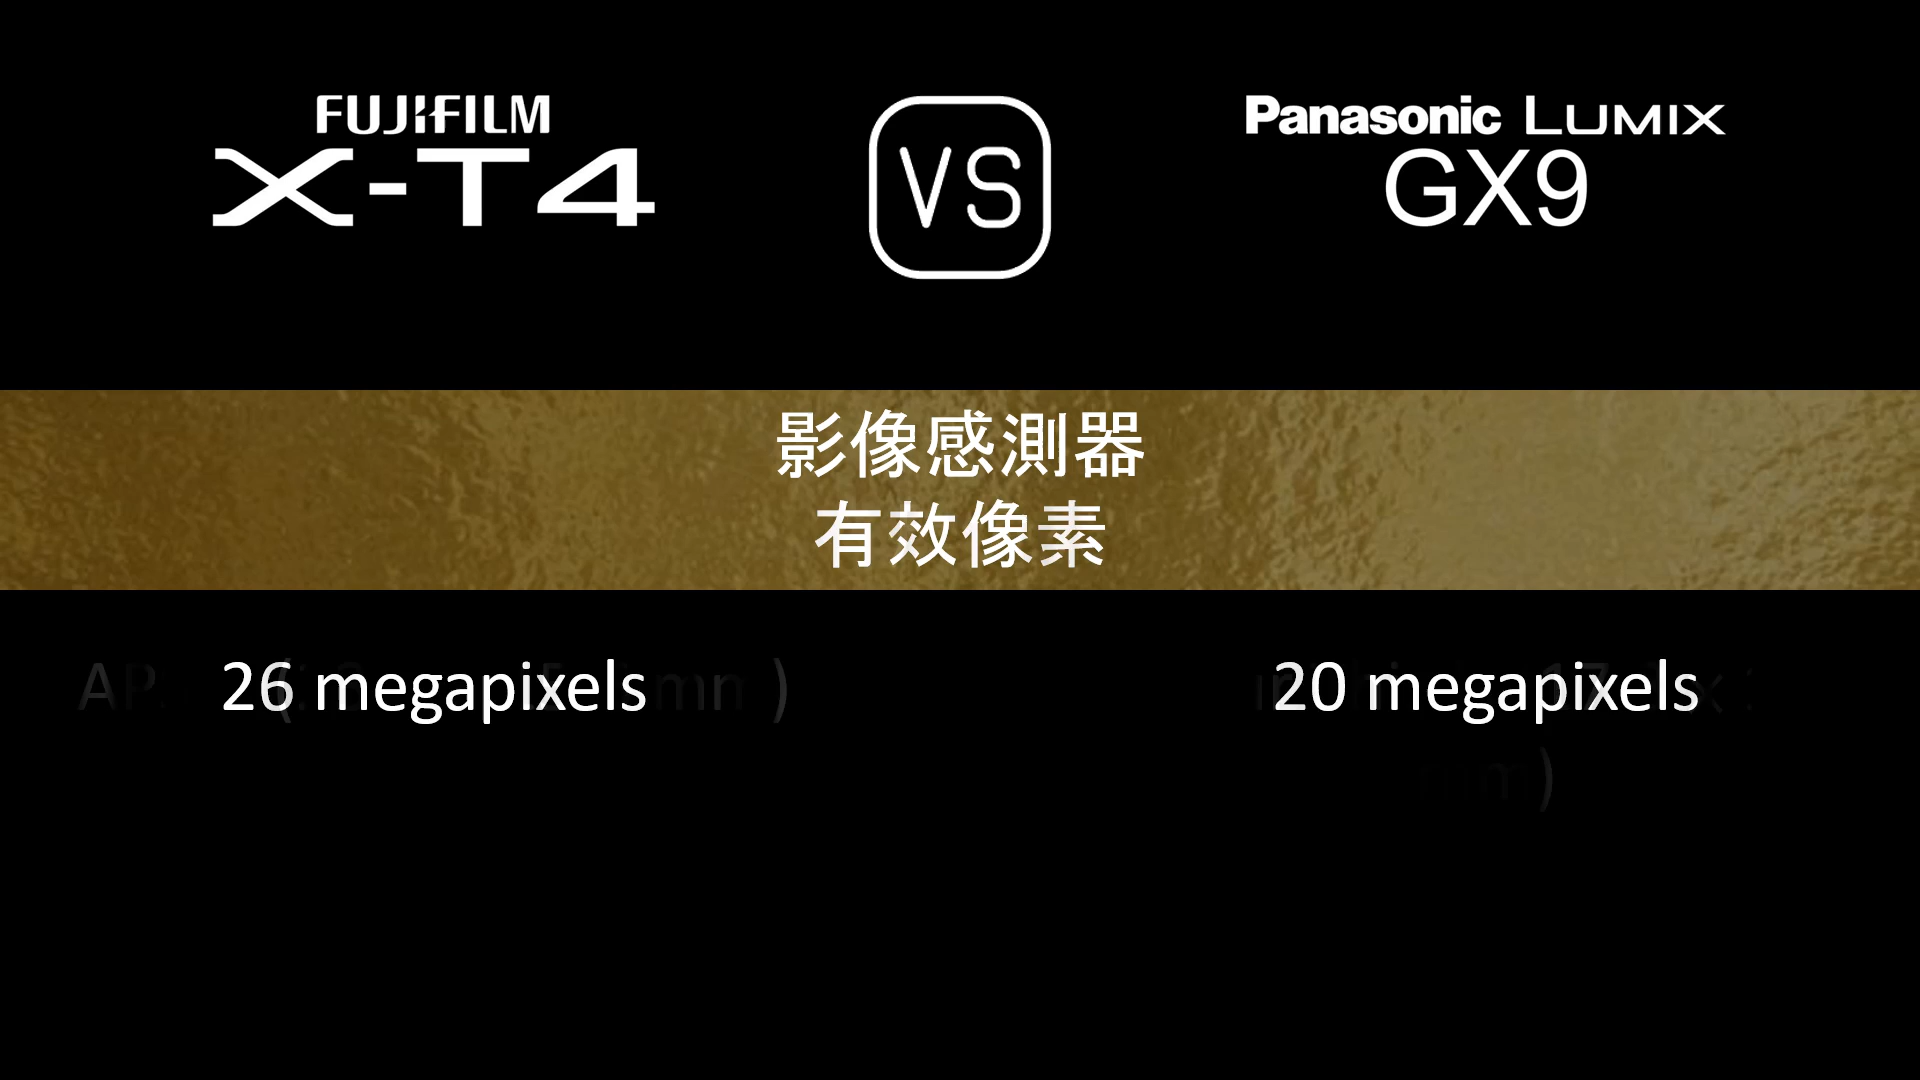 FUJIFILM
X-T4
VS
Panasonic LUMIX
GX9
影像感測器
有效像素
26 megapixels
20 megapixels